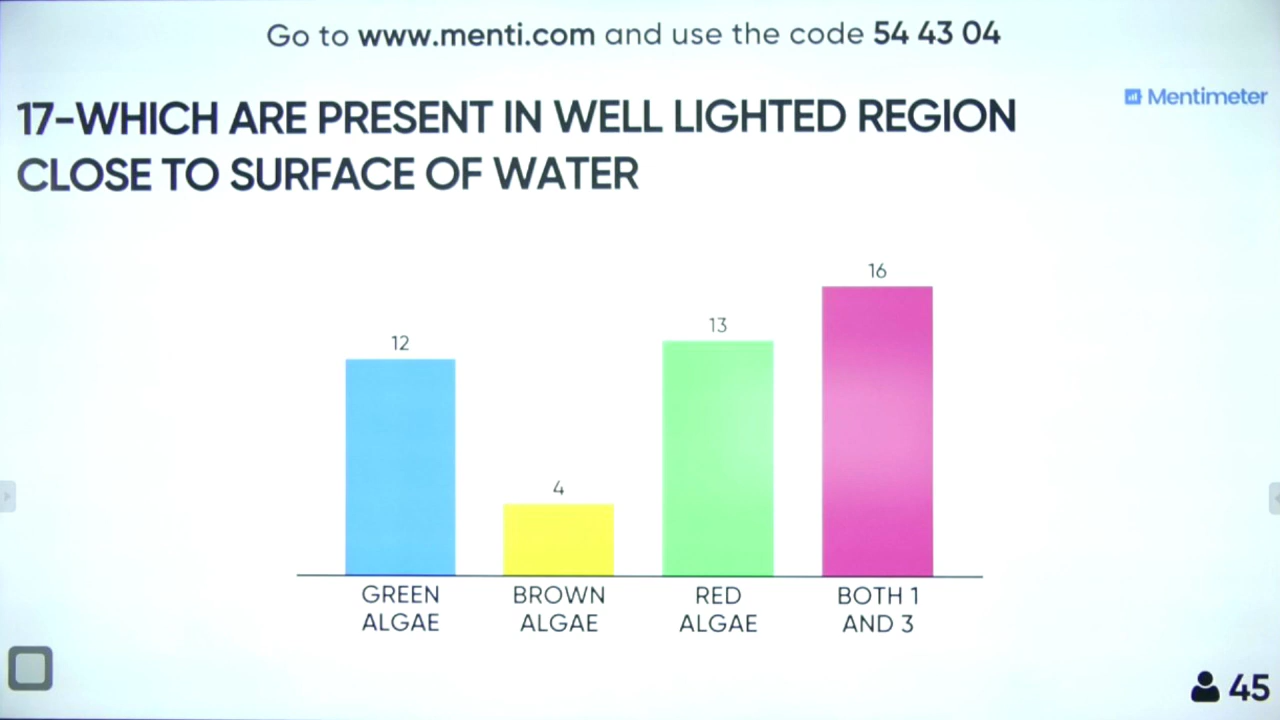 Go to www.menti.com and use the code 54 43 04
Mentimeter
17-WHICH ARE PRESENT IN WELL LIGHTED REGION
CLOSE TO SURFACE OF WATER
16
13
12
4
GREEN ALGAE
BROWN ALGAE
RED ALGAE
BOTH 1 AND 3
45